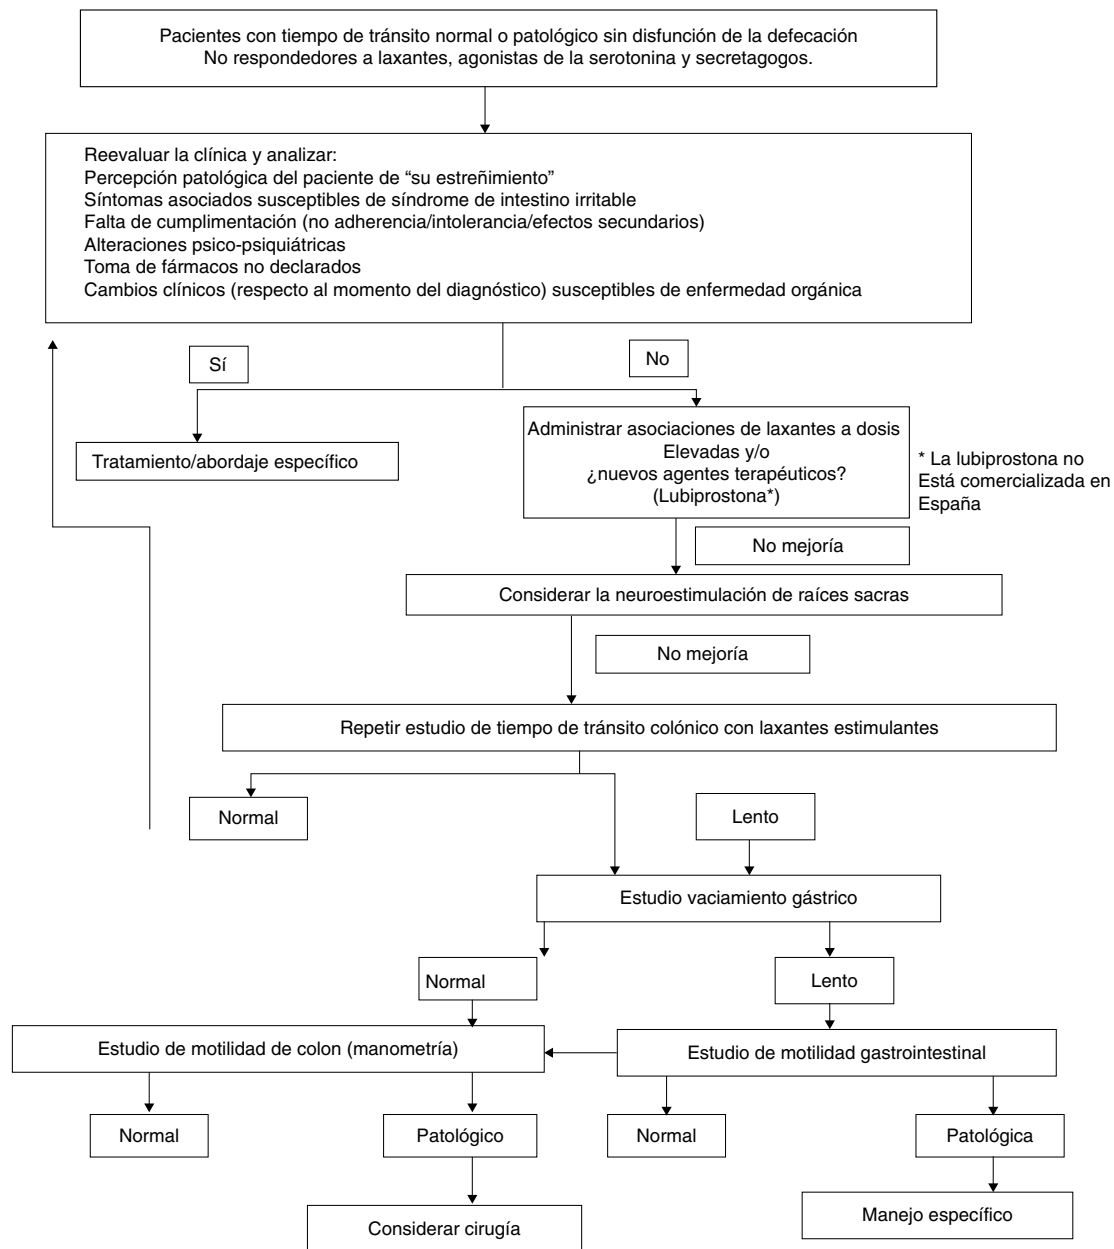 Pacientes con tiempo de tránsito normal o patológico sin disfunción de la defecación
No respondedores a laxantes, agonistas de la serotonina y secretagogos.
Reevaluar la clínica y analizar:
Percepción patológica del paciente de “su estreñimiento”
Síntomas asociados susceptibles de síndrome de intestino irritable
Falta de cumplimentación (no adherencia/intolerancia/efectos secundarios)
Alteraciones psico-psiquiátricas
Toma de fármacos no declarados
Cambios clínicos (respecto al momento del diagnóstico) susceptibles de enfermedad orgánica
Sí
No
Tratamiento/abordaje específico
Administrar asociaciones de laxantes a dosis
Elevadas y/o
¿nuevos agentes terapéuticos?
(Lubiprostona*)
* La lubiprostona no
Está comercializada en
España
No mejoría
Considerar la neuroestimulación de raíces sacras
No mejoría
Repetir estudio de tiempo de tránsito colónico con laxantes estimulantes
Normal
Lento
Estudio vaciamiento gástrico
Normal
Lento
Estudio de motilidad de colon (manometría)
Estudio de motilidad gastrointestinal
Normal
Patológico
Normal
Patológica
Considerar cirugía
Manejo específico